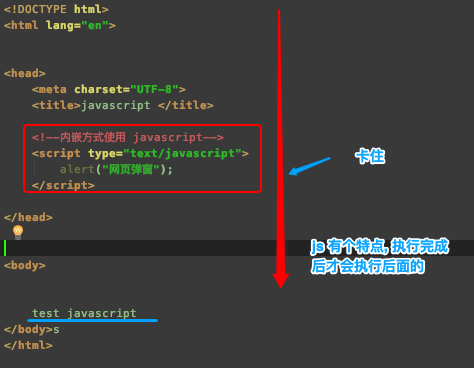 <!DOCTYPE html>
<html lang="en">
<head>
<meta charset="UTF-8">
<title>javascript </title>
<!--内嵌方式使用 javascript-->
<script type="text/javascript">
alert("网页弹窗");
</script>
卡住
</head>
js 有个特点, 执行完成
后才会执行后面的
<body>
test javascript
</body>s
</html>